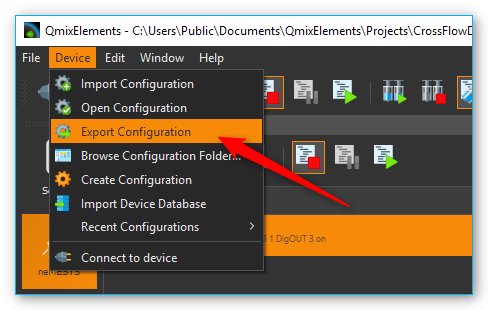 QmixElements - C:\Users\Public\Documents\QmixElements\Projects\CrossFlowD
File Device Edit Window Help
Import Configuration
Open Configuration
Export Configuration
Browse Configuration Folder...
Create Configuration
Import Device Database
Recent Configurations
Connect to device
1 DigOUT 3 on
neMESYS